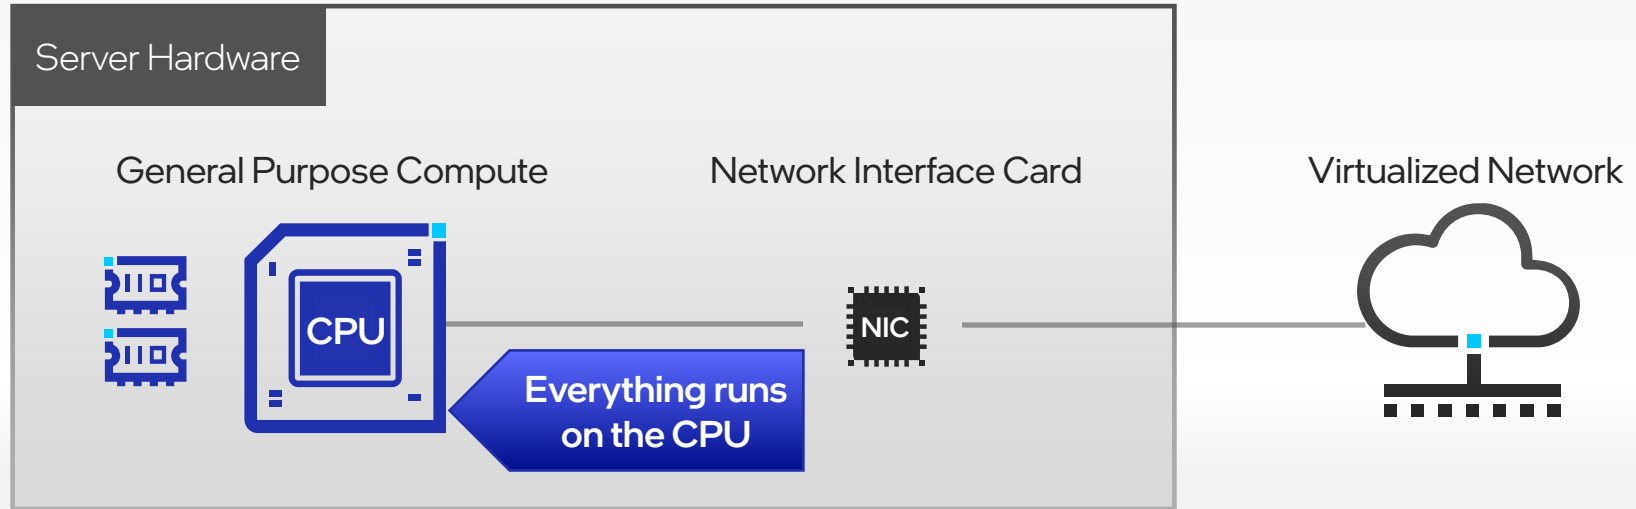 Server Hardware
General Purpose Compute
Network Interface Card
Virtualized Network
CPU
NIC
Everything runs
on the CPU